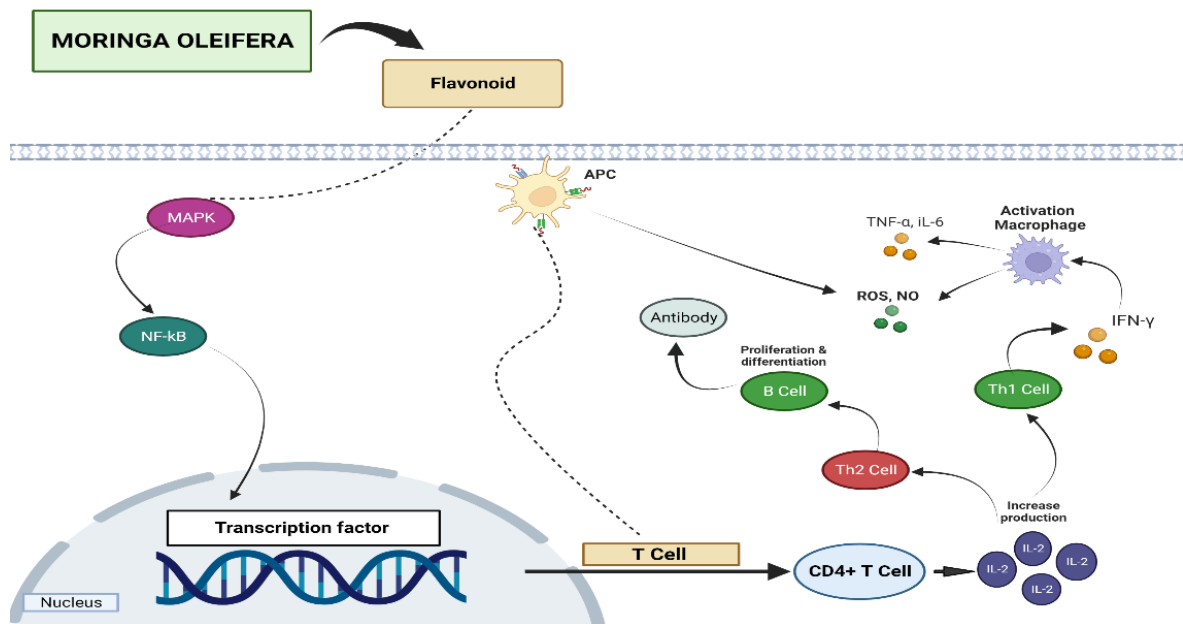 MORINGA OLEIFERA
Flavonoid
APC
MAPK
NF-kB
TNF-α, iL-6
Activation
Macrophage
ROS, NO
IFN-γ
Antibody
Proliferation &
differentiation
B Cell
Th1 Cell
Th2 Cell
Increase
production
Transcription factor
T Cell
CD4+ T Cell
IL-2
IL-2
IL-2
IL-2
Nucleus